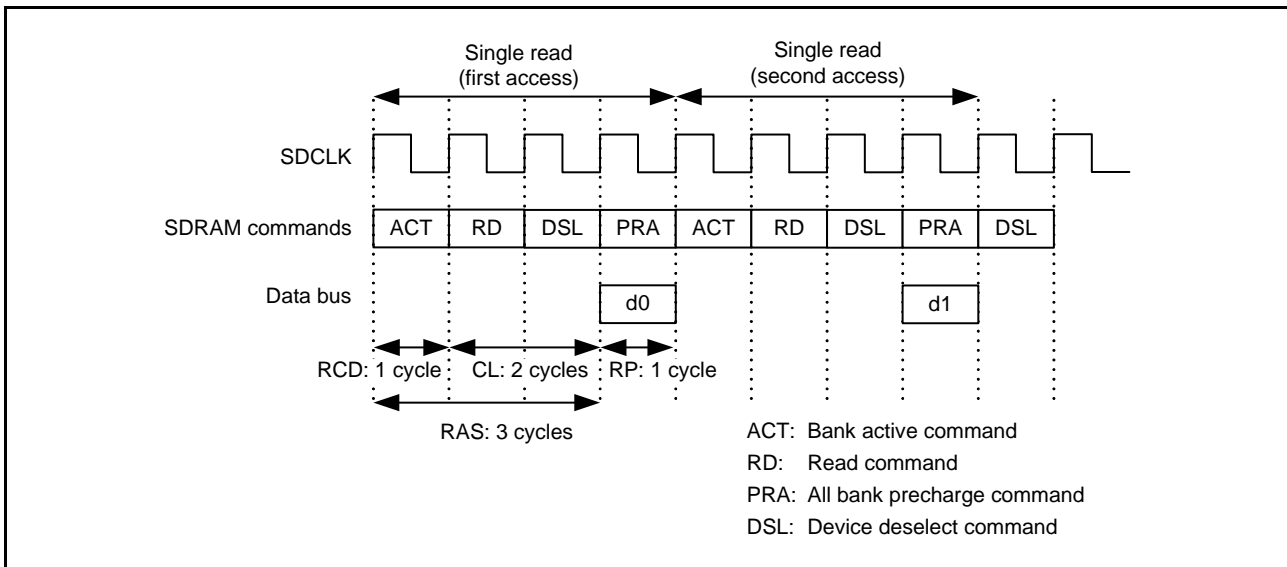 Single read
(first access)
Single read
(second access)
SDCLK
SDRAM commands
ACT RD DSL PRA ACT RD DSL PRA DSL
Data bus
d0 d1
RCD: 1 cycle CL: 2 cycles RP: 1 cycle
RAS: 3 cycles
ACT: Bank active command
RD: Read command
PRA: All bank precharge command
DSL: Device deselect command